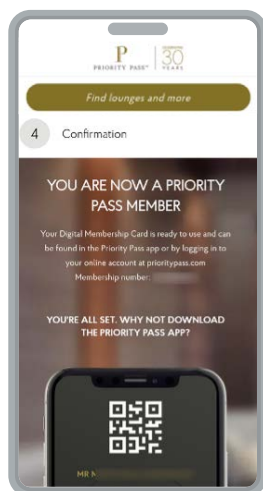 P
PRIORITY PASS™
30
YEARS
Find lounges and more
4 Confirmation
YOU ARE NOW A PRIORITY
PASS MEMBER
Your Digital Membership Card is ready to use and can
be found in the Priority Pass app or by logging in to
your online account at prioritypass.com
Membership number:
YOU'RE ALL SET. WHY NOT DOWNLOAD
THE PRIORITY PASS APP?
MR